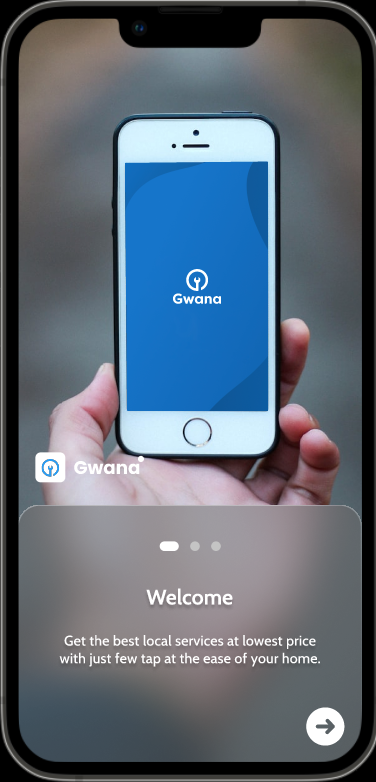 Gwana
Gwana
Welcome
Get the best local services at lowest price
with just few tap at the ease of your home.